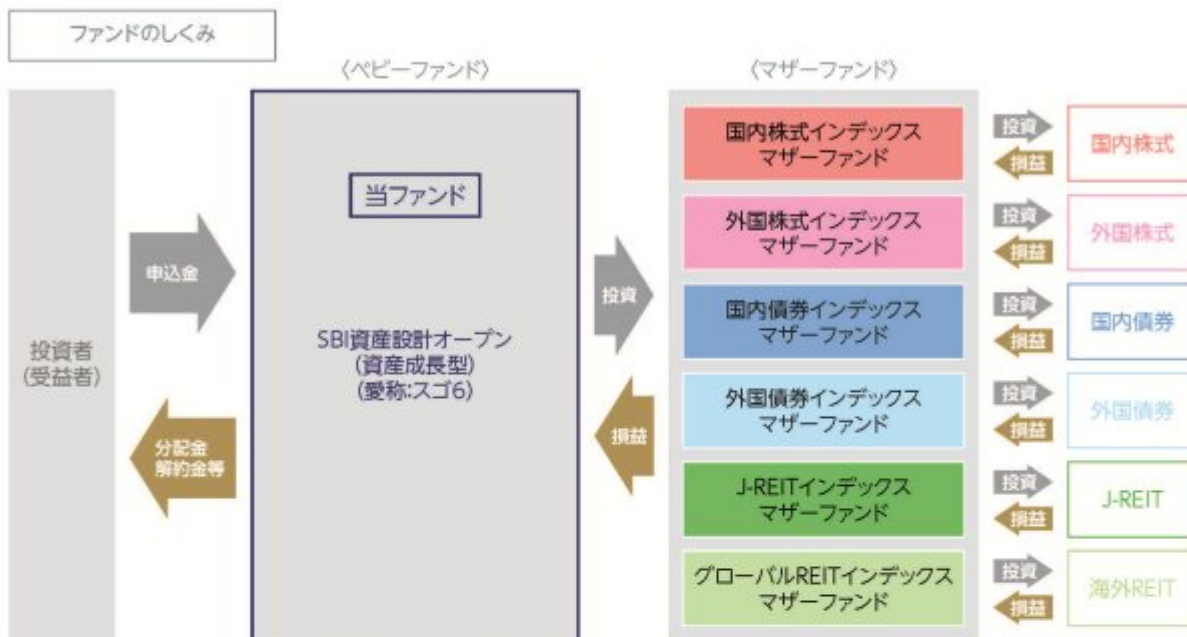 ファンドのしくみ
〈ベビーファンド〉
〈マザーファンド〉
投資者
(受益者)
申込金
分配金
解約金等
当ファンド
SBI資産設計オープン
(資産成長型)
(愛称:スゴ6)
投資
損益
国内株式インデックス
マザーファンド
投資
損益
国内株式
外国株式インデックス
マザーファンド
投資
損益
外国株式
国内債券インデックス
マザーファンド
投資
損益
国内債券
外国債券インデックス
マザーファンド
投資
損益
外国債券
J-REITインデックス
マザーファンド
投資
損益
J-REIT
グローバルREITインデックス
マザーファンド
投資
損益
海外REIT